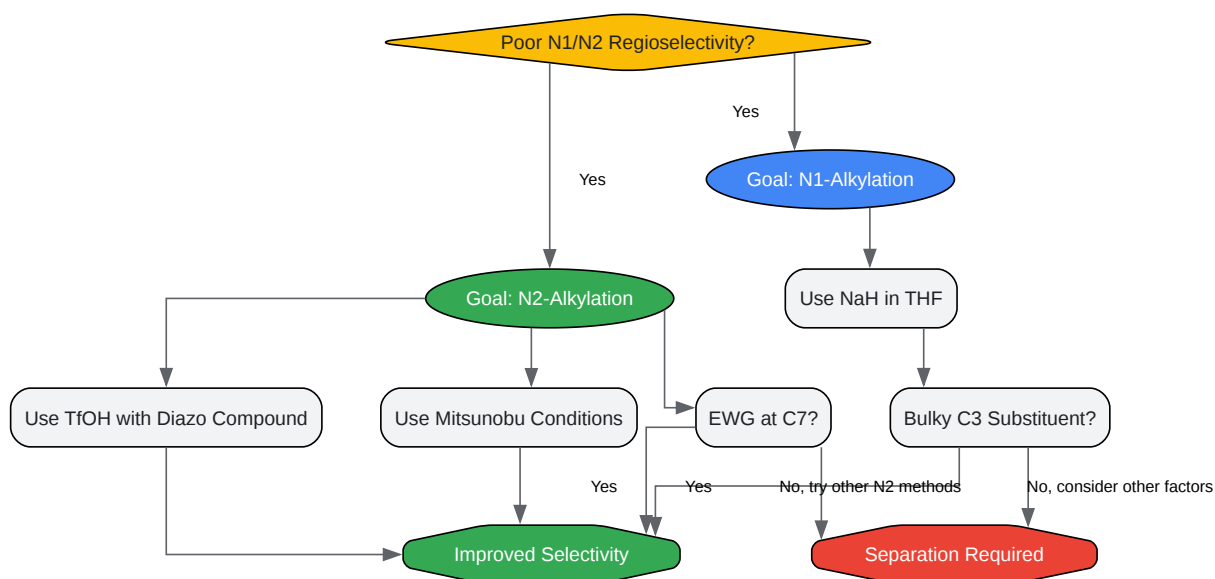 Poor N1/N2 Regioselectivity?
Yes
Yes
Goal: N1-Alkylation
Goal: N2-Alkylation
Use NaH in THF
Use TfOH with Diazo Compound
Use Mitsunobu Conditions
EWG at C7?
Bulky C3 Substituent?
Yes
Yes
No, try other N2 methods
No, consider other factors
Improved Selectivity
Separation Required